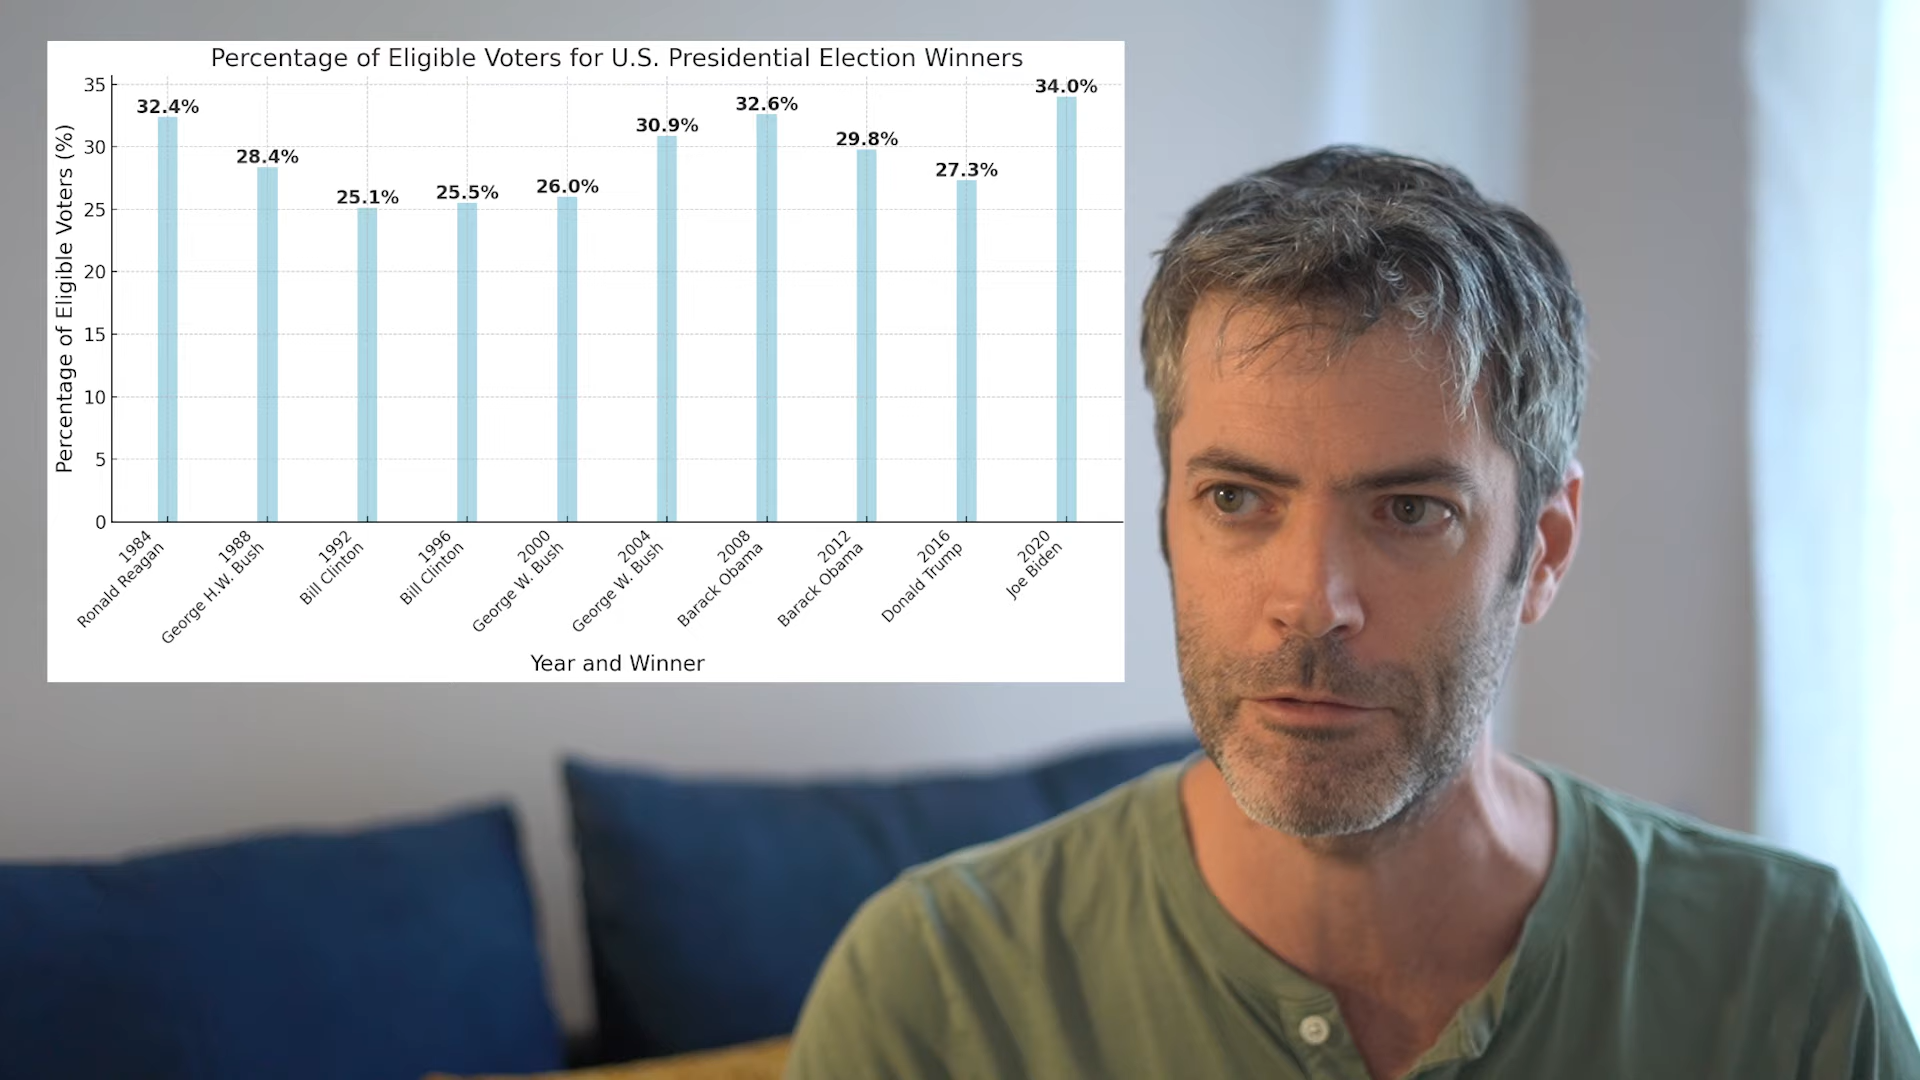 Percentage of Eligible Voters for U.S. Presidential Election Winners
Percentage of Eligible Voters (%)
35
30
25
20
15
10
5
0
32.4%
28.4%
25.1%
25.5%
26.0%
30.9%
32.6%
29.8%
27.3%
34.0%
1984
Ronald Reagan
1988
George H.W. Bush
1992
Bill Clinton
1996
Bill Clinton
2000
George W. Bush
2004
George W. Bush
2008
Barack Obama
2012
Barack Obama
2016
Donald Trump
2020
Joe Biden
Year and Winner